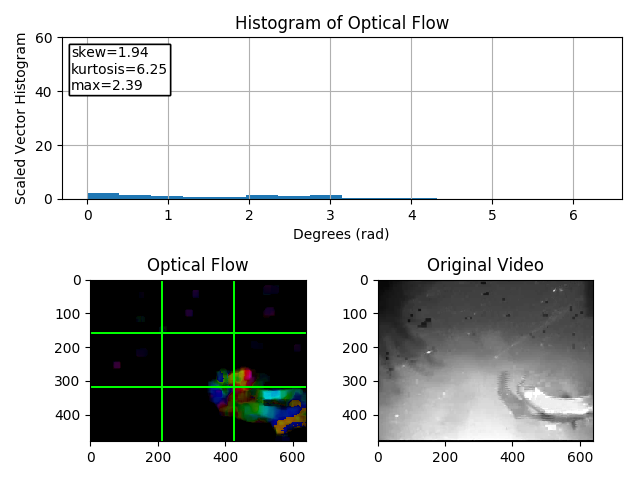 Histogram of Optical Flow
Scaled Vector Histogram
60
40
20
0
skew=1.94
kurtosis=6.25
max=2.39
0 1 2 3 4 5 6
Degrees (rad)
Optical Flow
0
100
200
300
400
0 200 400 600
Original Video
0
100
200
300
400
0 200 400 600